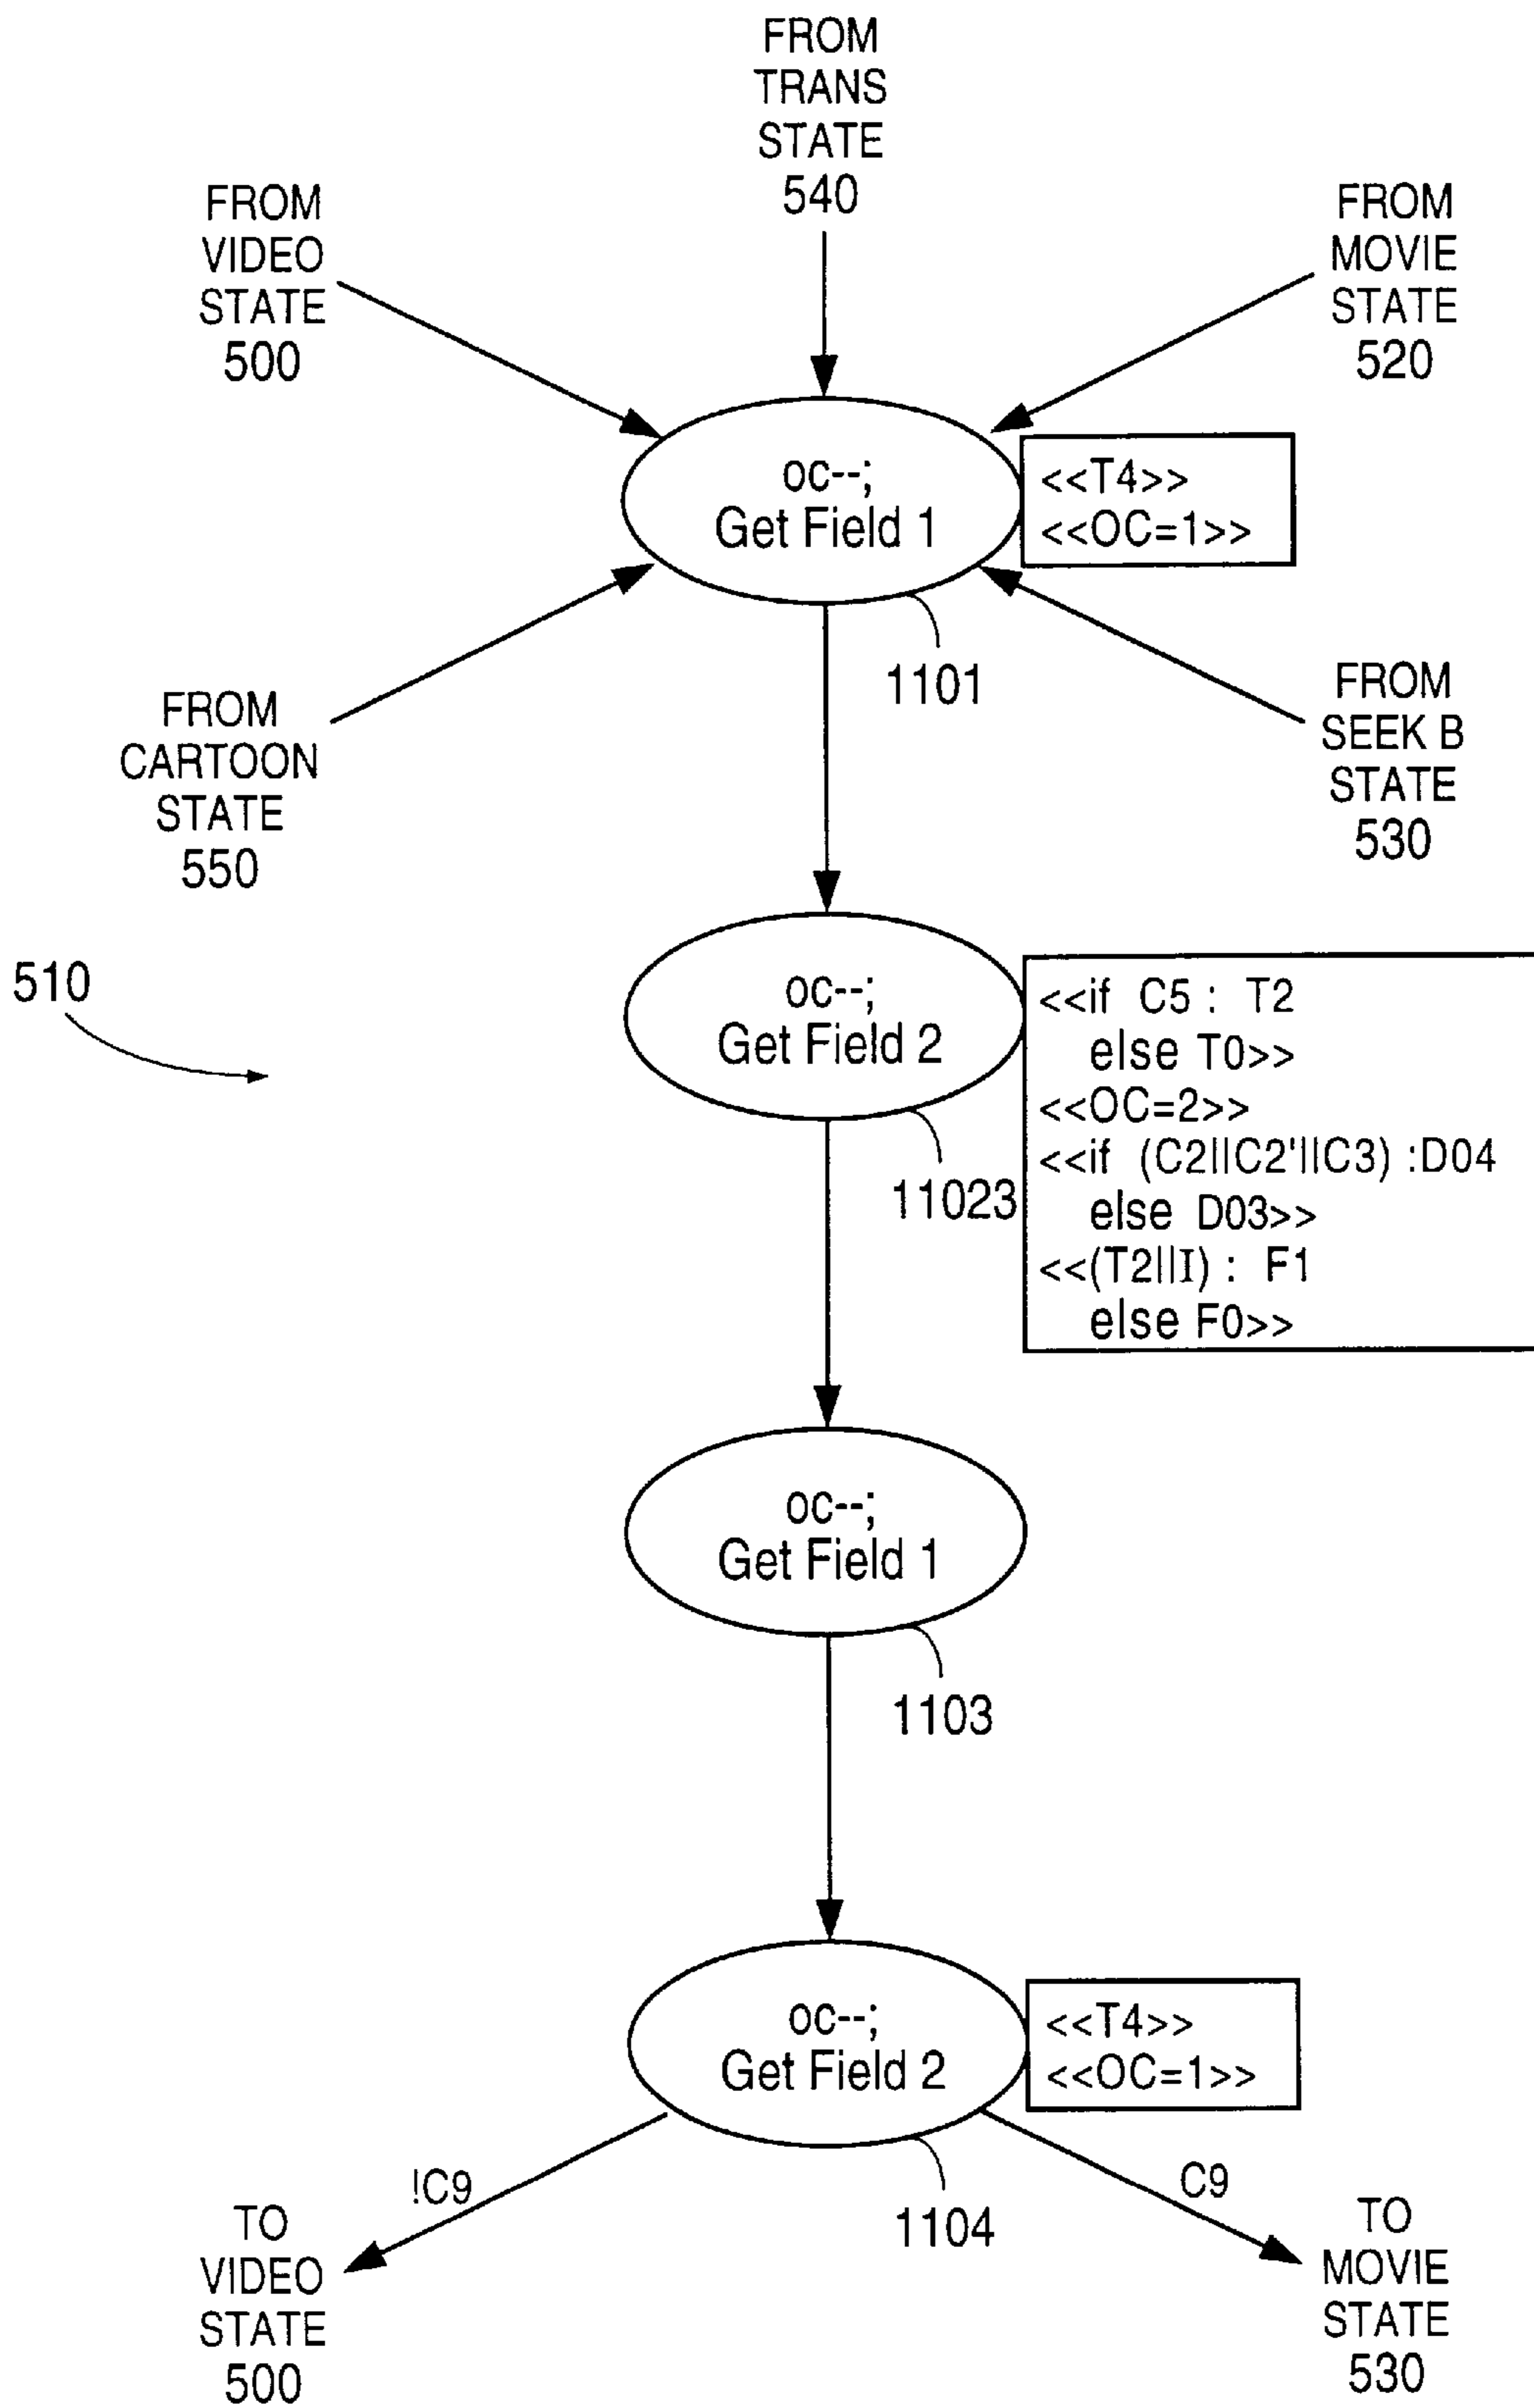 FROM
TRANS
STATE
540
FROM
VIDEO
STATE
500
FROM
MOVIE
STATE
520
oc--;
Get Field 1
<<T4>>
<<OC=1>>
1101
FROM
CARTOON
STATE
550
FROM
SEEK B
STATE
530
510
oc--;
Get Field 2
<<if C5 : T2
else T0>>
<<OC=2>>
<<if (C2||C2'||C3) :D04
else D03>>
<<(T2||I) : F1
else F0>>
11023
oc--;
Get Field 1
1103
oc--;
Get Field 2
<<T4>>
<<OC=1>>
1104
!C9
C9
TO
VIDEO
STATE
500
TO
MOVIE
STATE
530